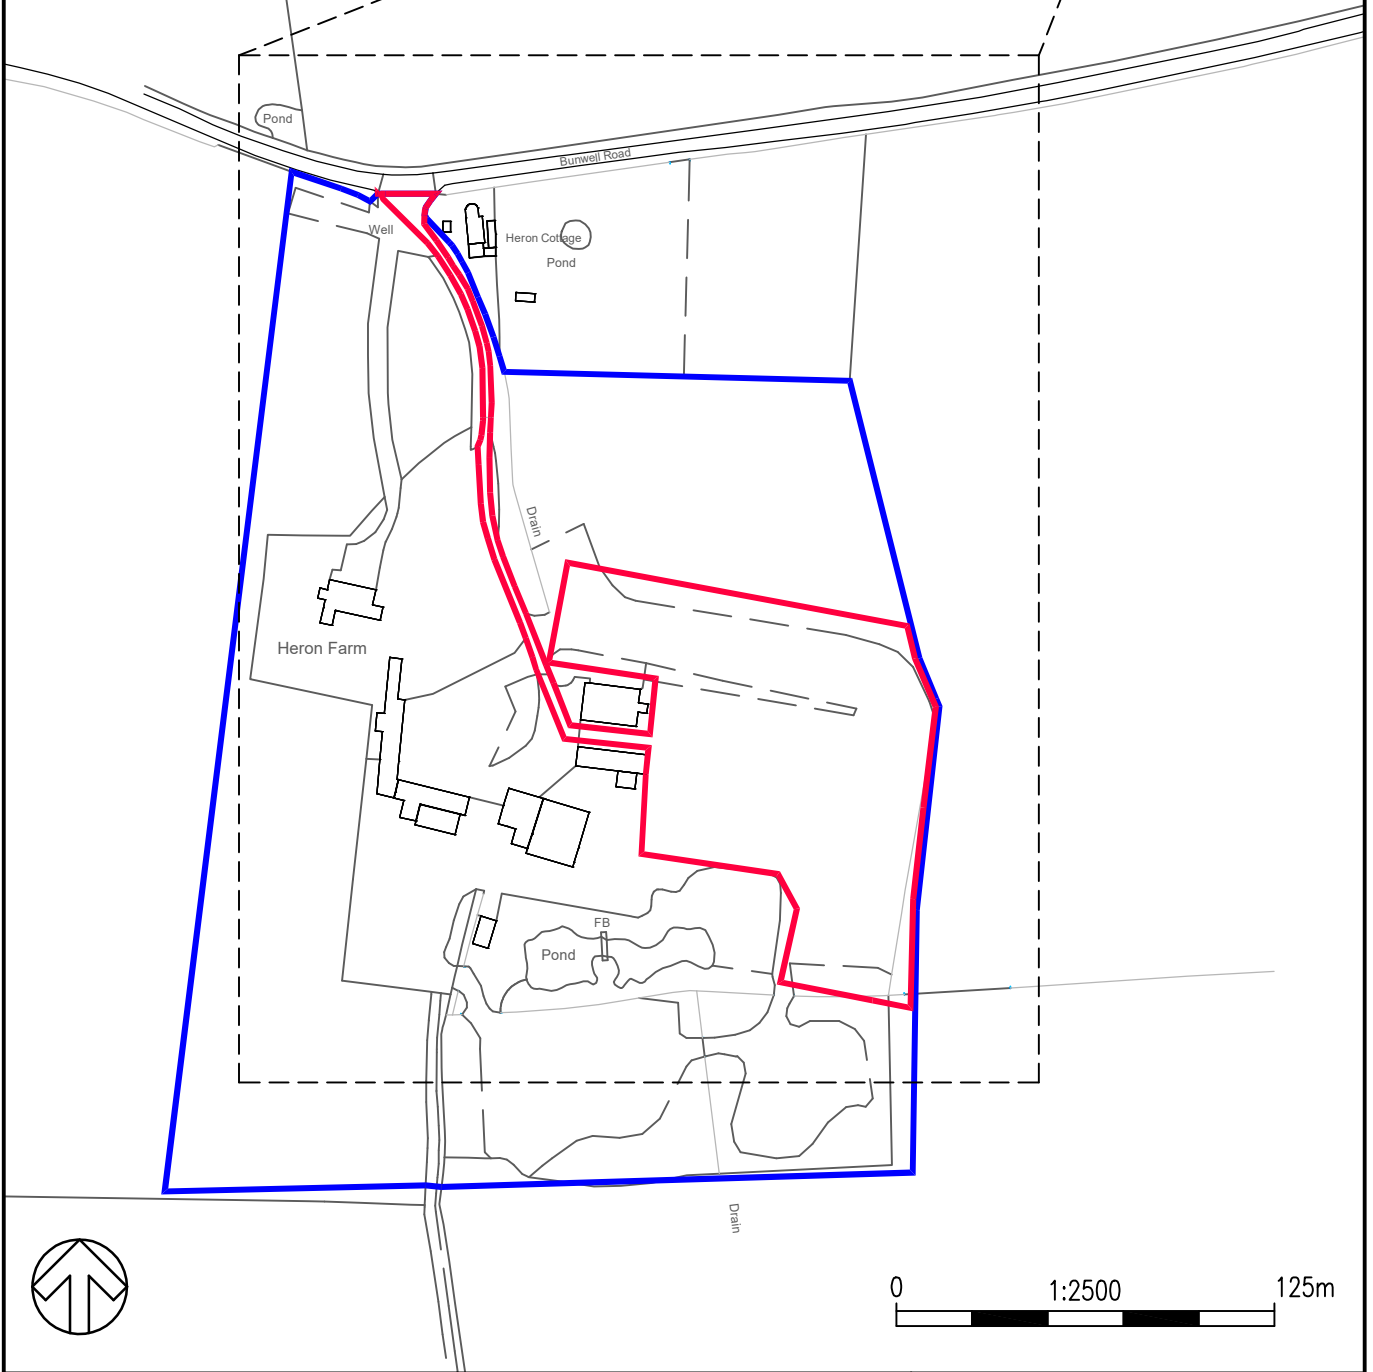 Pond
Bunwell Road
Well
Heron Cottage
Pond
Drain
Heron Farm
FB
Pond
Drain
0
1:2500
125m